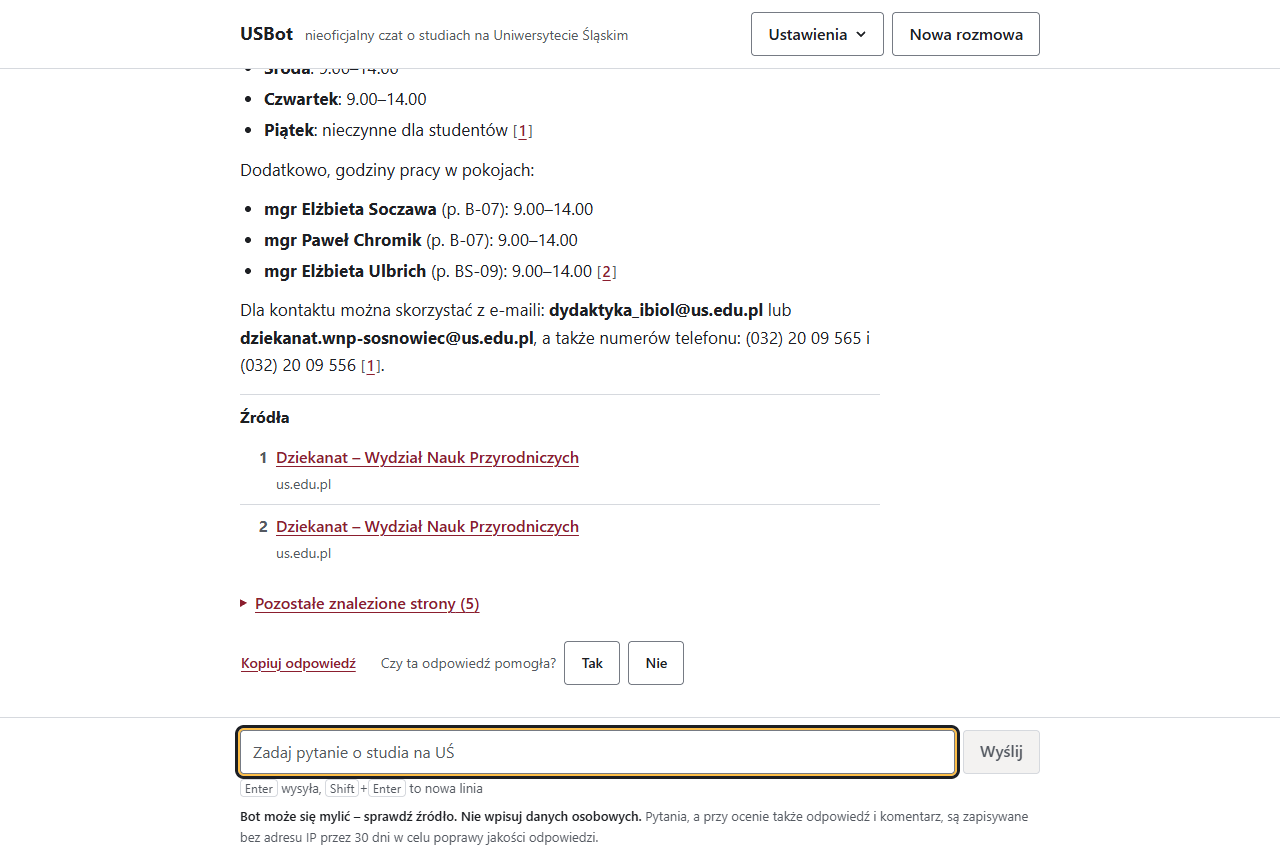 USBot nieoficjalny czat o studiach na Uniwersytecie Śląskim Ustawienia Nowa rozmowa
Środa: 9.00–14.00
Czwartek: 9.00–14.00
Piątek: nieczynne dla studentów [1]
Dodatkowo, godziny pracy w pokojach:
mgr Elżbieta Soczawa (p. B-07): 9.00–14.00
mgr Paweł Chromik (p. B-07): 9.00–14.00
mgr Elżbieta Ulbrich (p. BS-09): 9.00–14.00 [2]
Dla kontaktu można skorzystać z e-maili: dydaktyka_ibiol@us.edu.pl lub
dziekanat.wnp-sosnowiec@us.edu.pl, a także numerów telefonu: (032) 20 09 565 i
(032) 20 09 556 [1].
Źródła
1 Dziekanat – Wydział Nauk Przyrodniczych
us.edu.pl
2 Dziekanat – Wydział Nauk Przyrodniczych
us.edu.pl
Pozostałe znalezione strony (5)
Kopiuj odpowiedź Czy ta odpowiedź pomogła? Tak Nie
Zadaj pytanie o studia na UŚ Wyślij
Enter wysyła, Shift + Enter to nowa linia
Bot może się mylić – sprawdź źródło. Nie wpisuj danych osobowych. Pytania, a przy ocenie także odpowiedź i komentarz, są zapisywane
bez adresu IP przez 30 dni w celu poprawy jakości odpowiedzi.